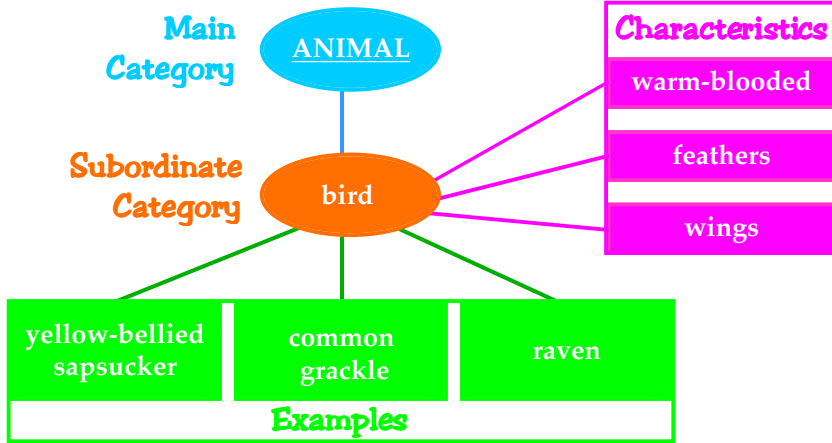 Main
Category
ANIMAL
Characteristics
warm-blooded
feathers
wings
Subordinate
Category
bird
yellow-bellied
sapsucker
common
grackle
raven
Examples